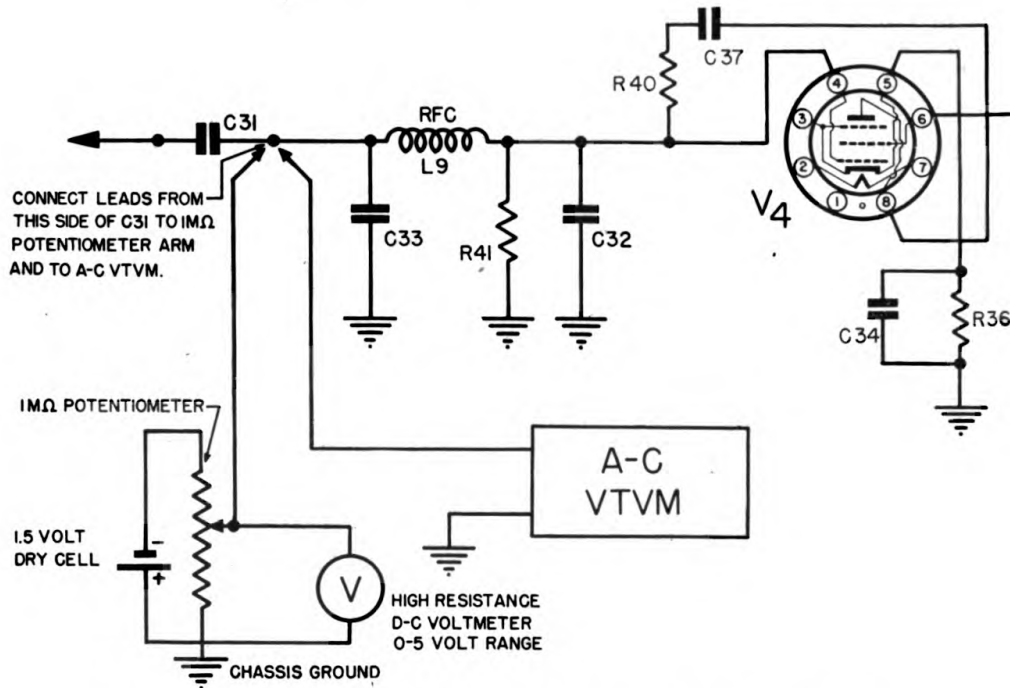 C37
R40
C31
RFC
L9
CONNECT LEADS FROM
THIS SIDE OF C31 TO 1MΩ
POTENTIOMETER ARM
AND TO A-C VTVM.
C33
R41
C32
4
5
3
6
2
7
1
8
V4
C34
R36
1MΩ POTENTIOMETER
1.5 VOLT
DRY CELL
-
+
V
A-C
VTVM
HIGH RESISTANCE
D-C VOLTMETER
0-5 VOLT RANGE
CHASSIS GROUND